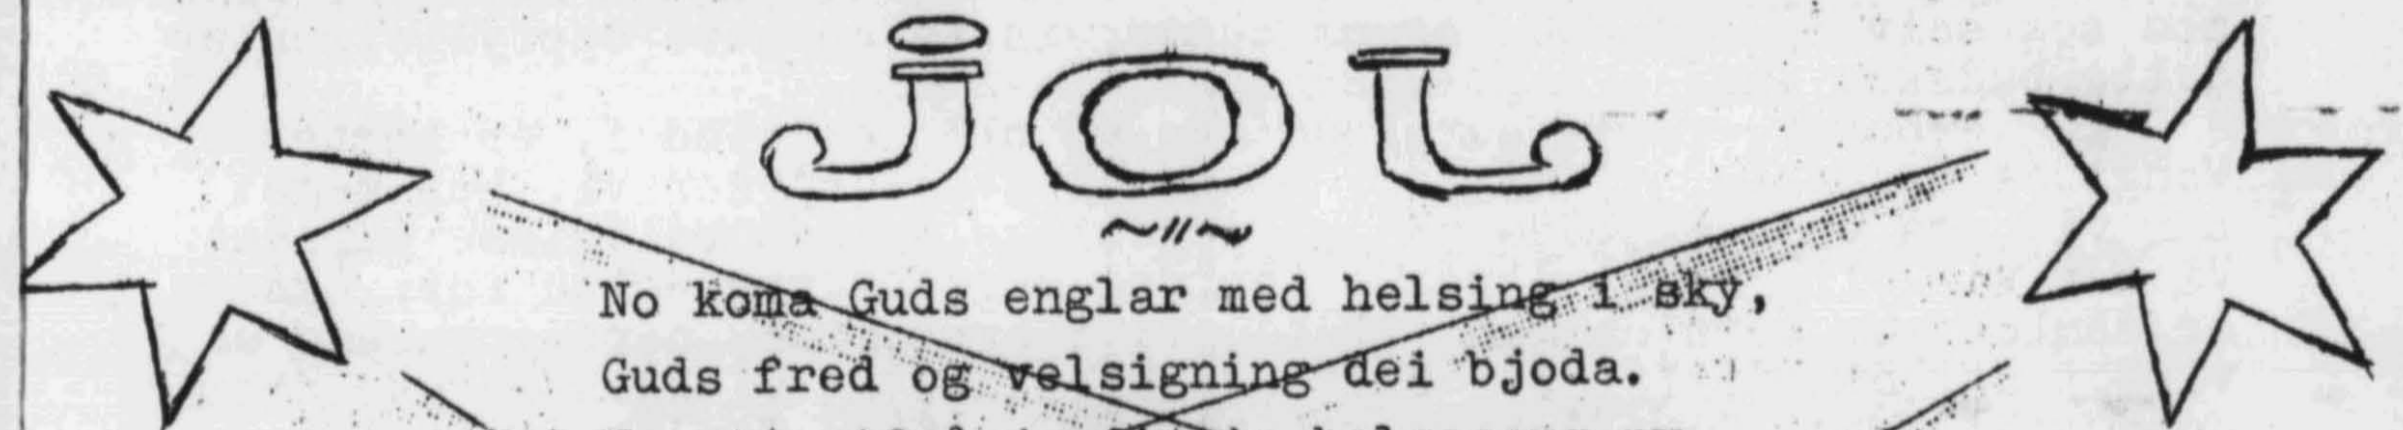 JOL
No koma Guds englar med helsing i sky,
Guds fred og velsigning dei bjoda.